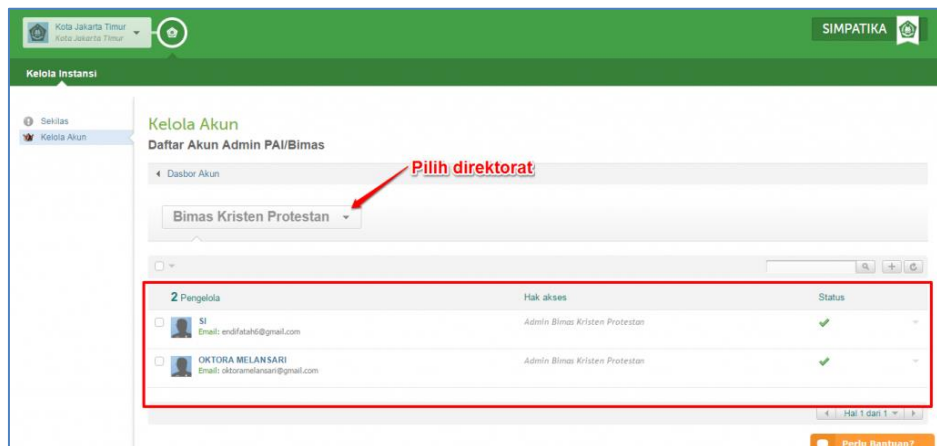 Kota Jakarta Timur
Kota Jakarta Timur
SIMPATIKA
Kelola Instansi
Sekilas
Kelola Akun
Kelola Akun
Daftar Akun Admin PAI/Bimas
Dasbor Akun
Pilih direktorat
Bimas Kristen Protestan
2 Pengelola Hak akses Status
SI
Email: endifatah6@gmail.com
Admin Bimas Kristen Protestan
OKTORA MELANSARI
Email: oktoramelansari@gmail.com
Admin Bimas Kristen Protestan
Hal 1 dari 1
Perlu Bantuan?